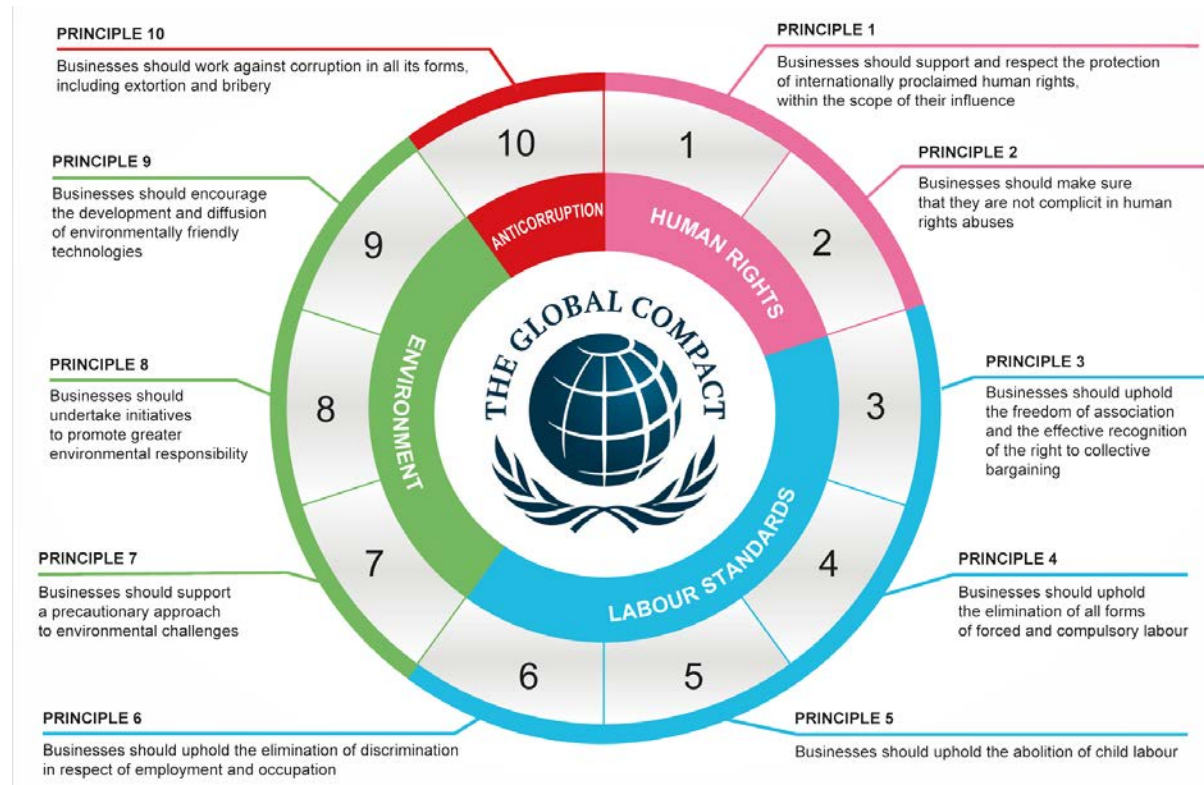 PRINCIPLE 10
Businesses should work against corruption in all its forms,
including extortion and bribery
PRINCIPLE 1
Businesses should support and respect the protection
of internationally proclaimed human rights,
within the scope of their influence
PRINCIPLE 9
Businesses should encourage
the development and diffusion
of environmentally friendly
technologies
PRINCIPLE 2
Businesses should make sure
that they are not complicit in human
rights abuses
PRINCIPLE 8
Businesses should
undertake initiatives
to promote greater
environmental responsibility
PRINCIPLE 3
Businesses should uphold
the freedom of association
and the effective recognition
of the right to collective
bargaining
PRINCIPLE 7
Businesses should support
a precautionary approach
to environmental challenges
PRINCIPLE 4
Businesses should uphold
the elimination of all forms
of forced and compulsory labour
PRINCIPLE 6
Businesses should uphold the elimination of discrimination
in respect of employment and occupation
PRINCIPLE 5
Businesses should uphold the abolition of child labour
10
1
2
3
4
5
6
7
8
9
ANTICORRUPTION
HUMAN RIGHTS
LABOUR STANDARDS
ENVIRONMENT
THE GLOBAL COMPACT